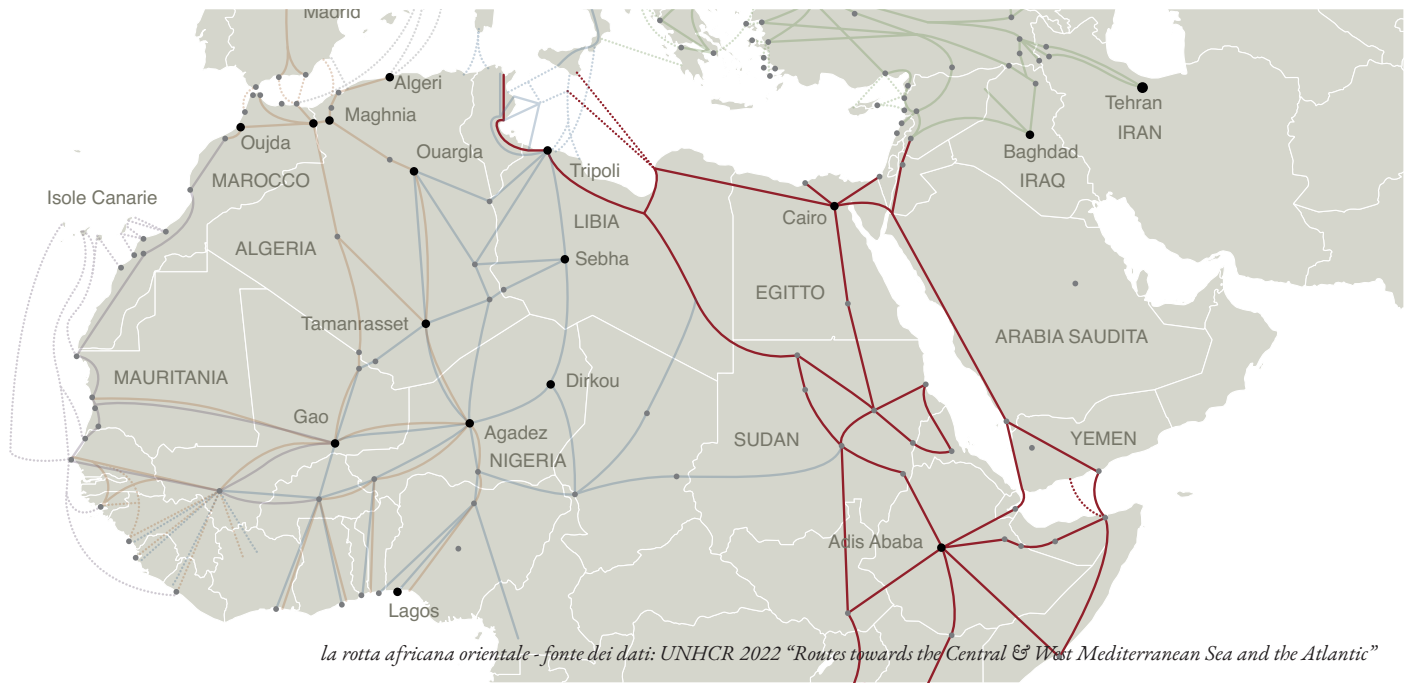 Madrid
Algeri
Tehran
Maghnia
IRAN
Oujda
Ouargla
Baghdad
Tripoli
MAROCCO
IRAQ
Isole Canarie
Cairo
LIBIA
ALGERIA
Sebha
EGITTO
Tamanrasset
ARABIA SAUDITA
MAURITANIA
Dirkou
Gao
Agadez
SUDAN
YEMEN
NIGERIA
Adis Ababa
Lagos
la rotta africana orientale - fonte dei dati: UNHCR 2022 “Routes towards the Central & West Mediterranean Sea and the Atlantic”